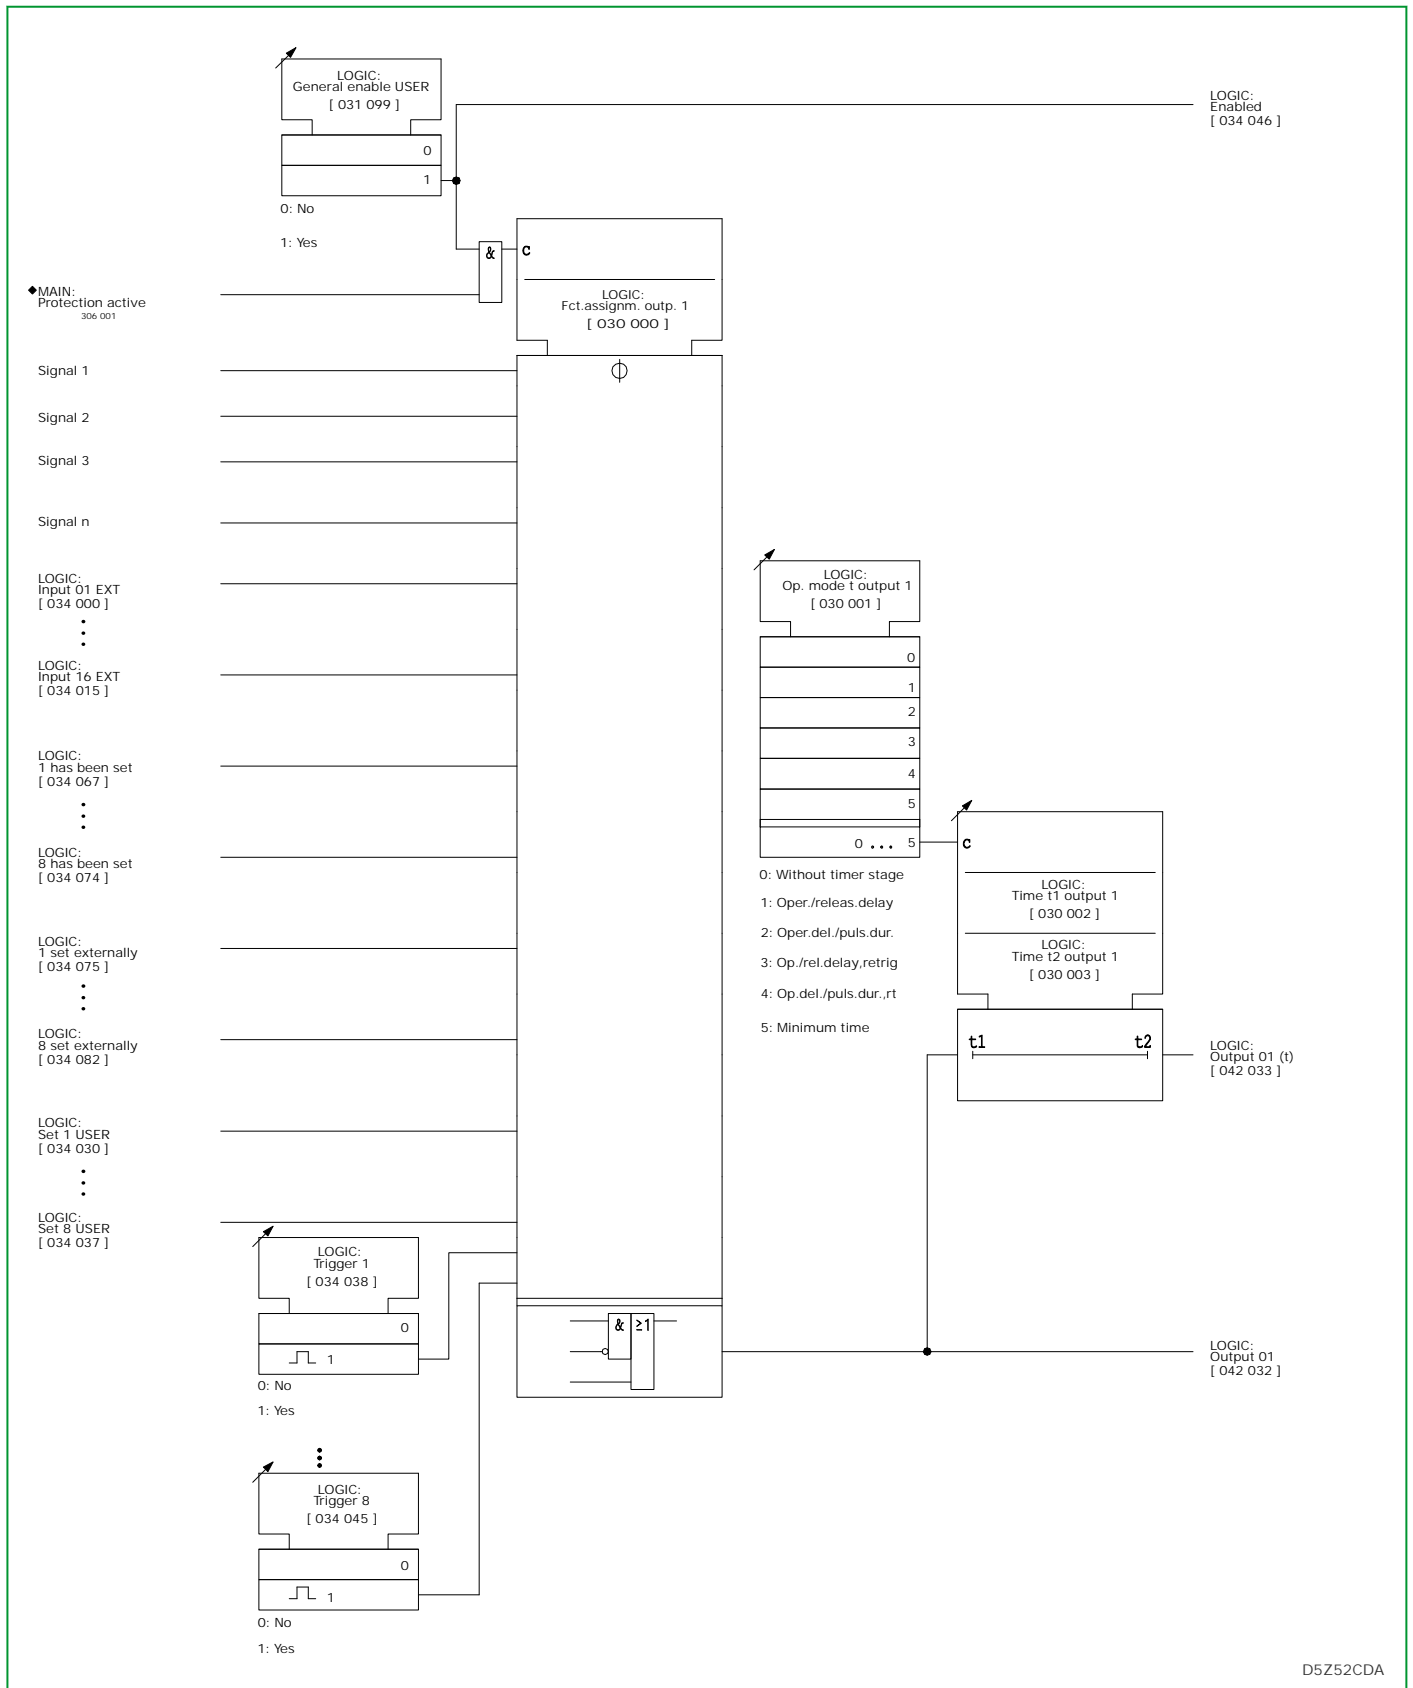 LOGIC:
General enable USER
[ 031 099 ]
0
1
0: No
1: Yes
LOGIC:
Enabled
[ 034 046 ]
&
c
MAIN:
Protection active
306 001
LOGIC:
Fct.assignm. outp. 1
[ 030 000 ]
Signal 1
Signal 2
Signal 3
Signal n
LOGIC:
Input 01 EXT
[ 034 000 ]
LOGIC:
Input 16 EXT
[ 034 015 ]
LOGIC:
1 has been set
[ 034 067 ]
LOGIC:
8 has been set
[ 034 074 ]
LOGIC:
1 set externally
[ 034 075 ]
LOGIC:
8 set externally
[ 034 082 ]
LOGIC:
Set 1 USER
[ 034 030 ]
LOGIC:
Set 8 USER
[ 034 037 ]
LOGIC:
Op. mode t output 1
[ 030 001 ]
0
1
2
3
4
5
0 ... 5
0: Without timer stage
1: Oper./releas.delay
2: Oper.del./puls.dur.
3: Op./rel.delay,retrig
4: Op.del./puls.dur.,rt
5: Minimum time
c
LOGIC:
Time t1 output 1
[ 030 002 ]
LOGIC:
Time t2 output 1
[ 030 003 ]
t1 t2
LOGIC:
Output 01 (t)
[ 042 033 ]
LOGIC:
Trigger 1
[ 034 038 ]
0
1
0: No
1: Yes
& ≥1
LOGIC:
Output 01
[ 042 032 ]
LOGIC:
Trigger 8
[ 034 045 ]
0
1
0: No
1: Yes
D5Z52CDA